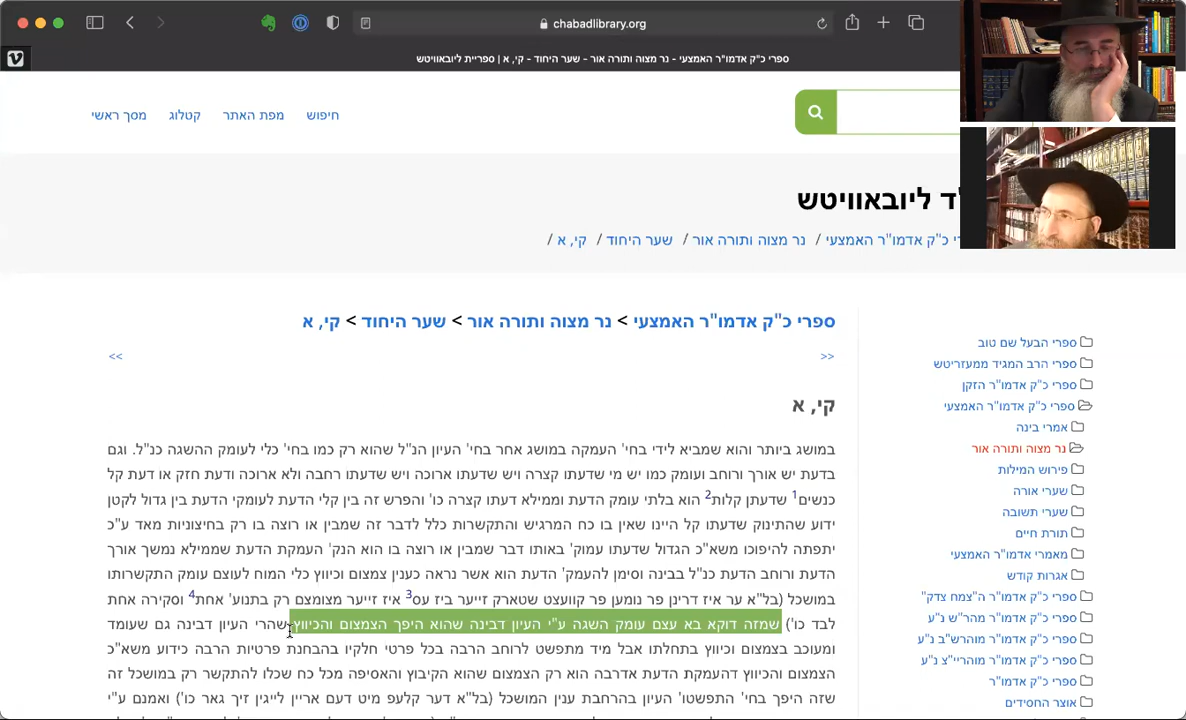 chabadlibrary.org
ספרי כ"ק אדמו"ר האמצעי - נר מצוה ותורה אור - שער היחוד - קי, א | ספריית ליובאוויטש
חיפוש
מפת האתר
קטלוג
מסך ראשי
ד ליובאוויטש
רי כ"ק אדמו"ר האמצעי / נר מצוה ותורה אור / שער היחוד / קי, א /
ספרי כ"ק אדמו"ר האמצעי > נר מצוה ותורה אור > שער היחוד > קי, א
<<
>>
קי, א
במושג ביותר והוא שמביא לידי בחי' העמקה במושג אחר בחי' העיון הנ"ל שהוא רק כמו בחי' כלי לעומק ההשגה כנ"ל. וגם
בדעת יש אורך ורוחב ועומק כמו יש מי שדעתו קצרה ויש שדעתו ארוכה ויש שדעתו רחבה ולא ארוכה ודעת חזק או דעת קל
כנשים1 שדעתן קלות2 הוא בלתי עומק הדעת וממילא דעתו קצרה כו' והפרש זה בין קלי הדעת לעומקי הדעת בין גדול לקטן
ידוע שהתינוק שדעתו קל היינו שאין בו כח המרגיש והתקשרות כלל לדבר זה שמבין או רוצה בו רק בחיצוניות מאד ע"כ
יתפתה להיפוכו משא"כ הגדול שדעתו עמוק' באותו דבר שמבין או רוצה בו הוא הנק' העמקת הדעת שממילא נמשך אורך
הדעת ורוחב הדעת כנ"ל בבינה וסימן להעמק' הדעת הוא אשר נראה כענין צמצום וכיווץ כלי המוח לעוצם עומק התקשרותו
במושכל (בל"א ער איז דרינן פר נומען פר קוועצט שטארק זייער ביז עס3 איז זייער מצומצם רק בתנוע' אחת4 וסקירה אחת
לבד כו') שמזה דוקא בא עצם עומק השגה ע"י העיון דבינה שהוא היפך הצמצום והכיווץ שהרי העיון דבינה גם שעומד
ומעוכב בצמצום וכיווץ בתחלתו אבל מיד מתפשט לרוחב הרבה בכל פרטי חלקיו בהבחנת פרטיות הרבה כידוע משא"כ
הצמצום והכיווץ דהעמקת הדעת אדרבה הוא רק הצמצום שהוא הקיבוץ והאסיפה מכל כח שכלו להתקשר רק במושכל זה
שזה היפך בחי' התפשטו' העיון בהרחבת ענין המושכל (בל"א דער קלעפ מיט דעם אריין לייגין זיך גאר כו') ואמנם ע"י
ספרי הבעל שם טוב
ספרי הרב המגיד ממעזריטש
ספרי כ"ק אדמו"ר הזקן
ספרי כ"ק אדמו"ר האמצעי
אמרי בינה
נר מצוה ותורה אור
פירוש המילות
שערי אורה
שערי תשובה
תורת חיים
מאמרי אדמו"ר האמצעי
אגרות קודש
ספרי כ"ק אדמו"ר ה"צמח צדק"
ספרי כ"ק אדמו"ר מהר"ש נ"ע
ספרי כ"ק אדמו"ר מוהרש"ב נ"ע
ספרי כ"ק אדמו"ר מוהריי"צ נ"ע
ספרי כ"ק אדמו"ר
אוצר החסידים